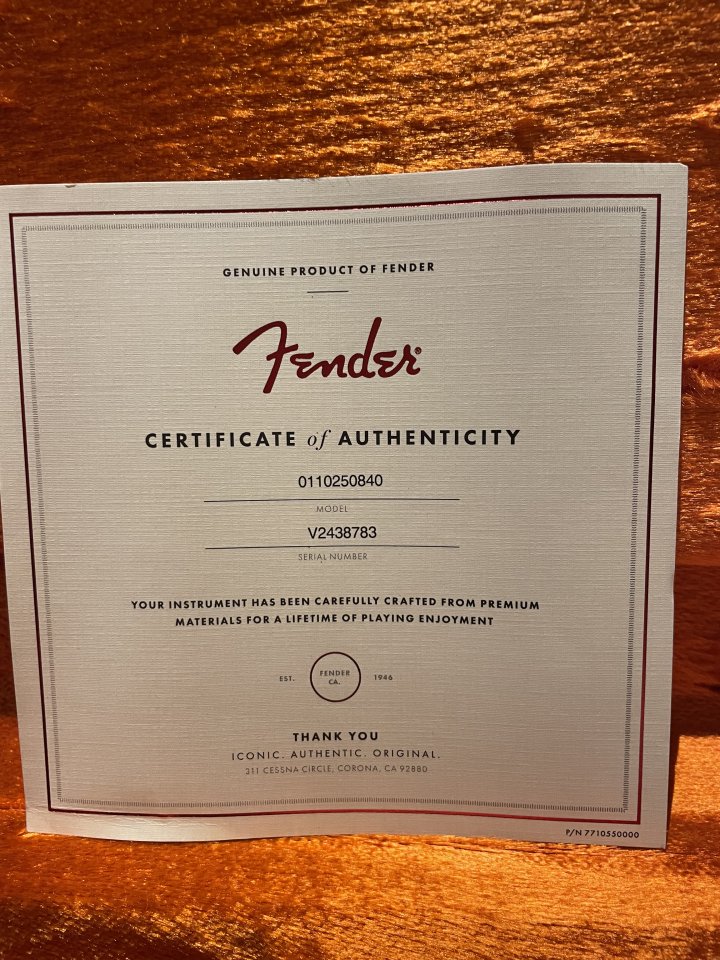 GENUINE PRODUCT OF FENDER
Fender®
CERTIFICATE of AUTHENTICITY
0110250840
MODEL
V2438783
SERIAL NUMBER
YOUR INSTRUMENT HAS BEEN CAREFULLY CRAFTED FROM PREMIUM
MATERIALS FOR A LIFETIME OF PLAYING ENJOYMENT
EST. FENDER CA. 1946
THANK YOU
ICONIC. AUTHENTIC. ORIGINAL.
311 CESSNA CIRCLE, CORONA, CA 92880
P/N 7710550000